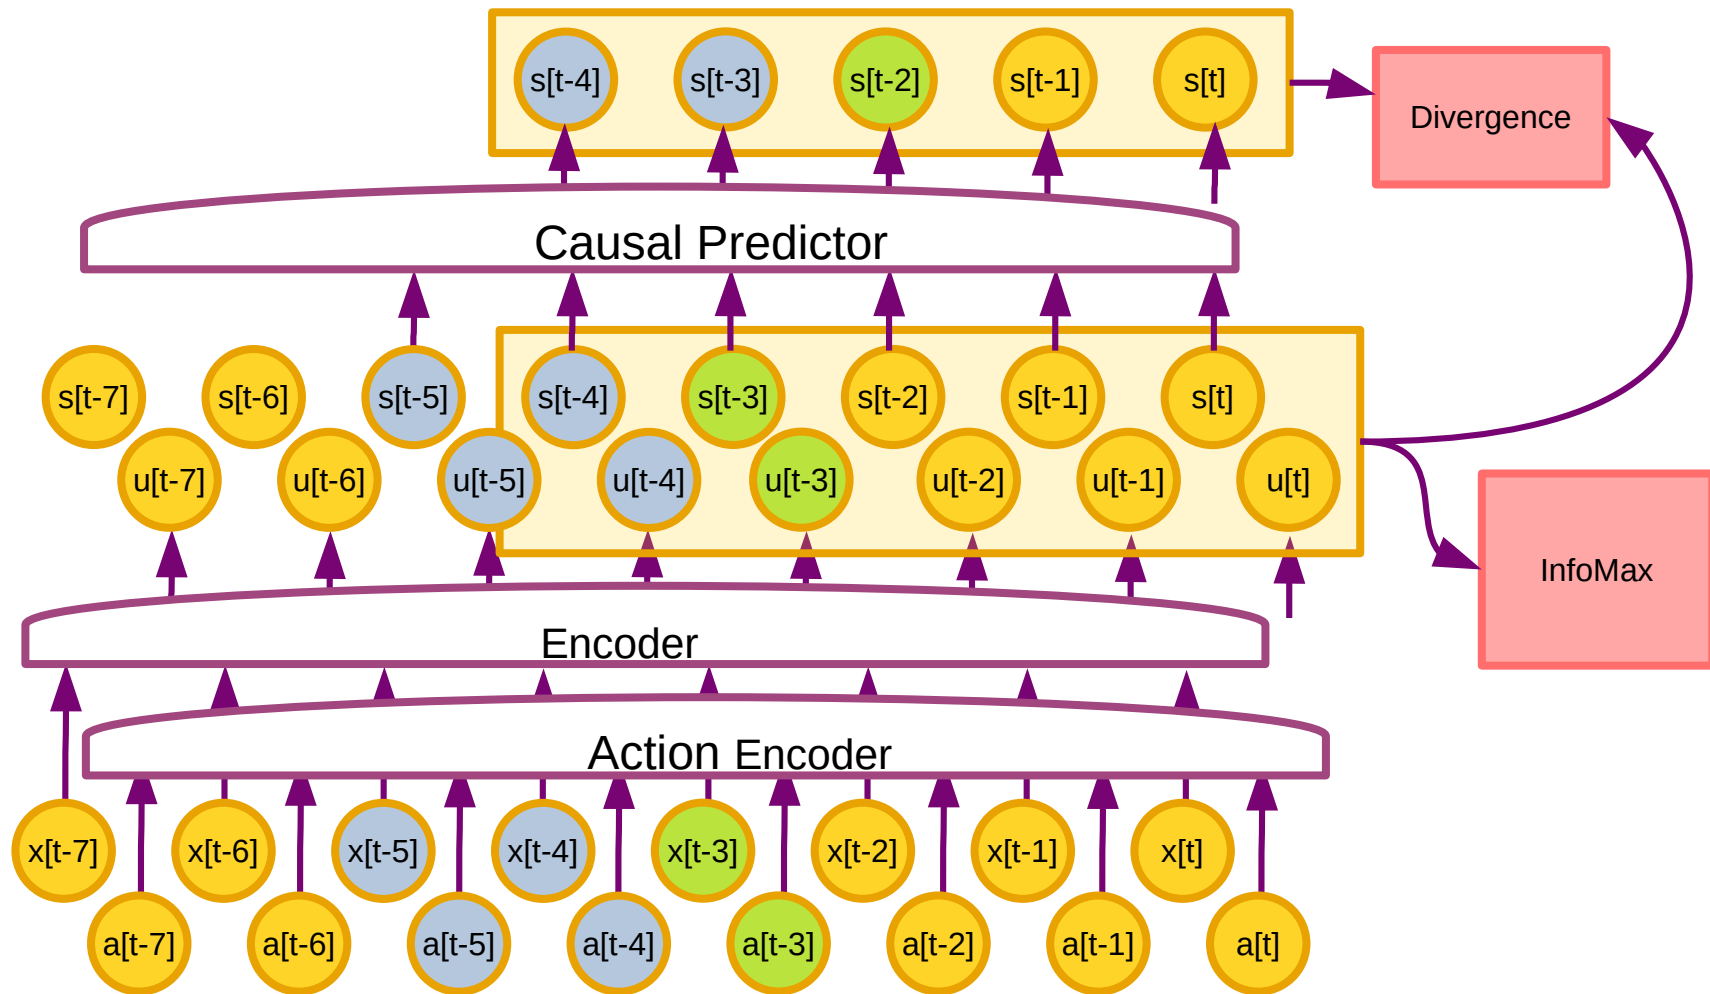 s[t-4] s[t-3] s[t-2] s[t-1] s[t]
Divergence
Causal Predictor
s[t-7] s[t-6] s[t-5] s[t-4] s[t-3] s[t-2] s[t-1] s[t]
u[t-7] u[t-6] u[t-5] u[t-4] u[t-3] u[t-2] u[t-1] u[t]
InfoMax
Encoder
Action Encoder
x[t-7] x[t-6] x[t-5] x[t-4] x[t-3] x[t-2] x[t-1] x[t]
a[t-7] a[t-6] a[t-5] a[t-4] a[t-3] a[t-2] a[t-1] a[t]